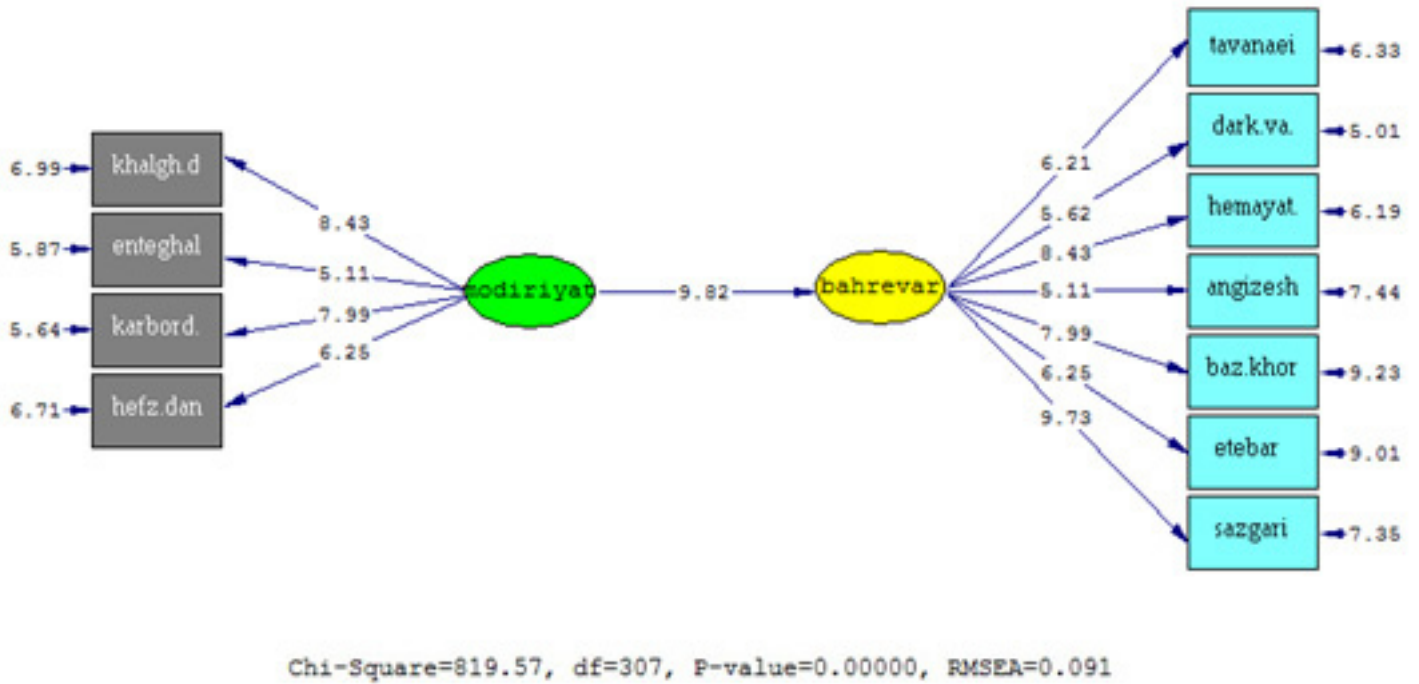 tavanaei
6.33
dark.va.
5.01
hemayat.
6.19
angizesh
7.44
baz.khor
9.23
etebar
9.01
sazgari
7.35
6.21
5.62
8.43
5.11
7.99
6.25
9.73
bahrevar
9.82
modiriyat
8.43
5.11
7.99
6.25
6.99
khalgh.d
5.87
enteghal
5.64
karbord.
6.71
hefz.dan
Chi-Square=819.57, df=307, P-value=0.00000, RMSEA=0.091